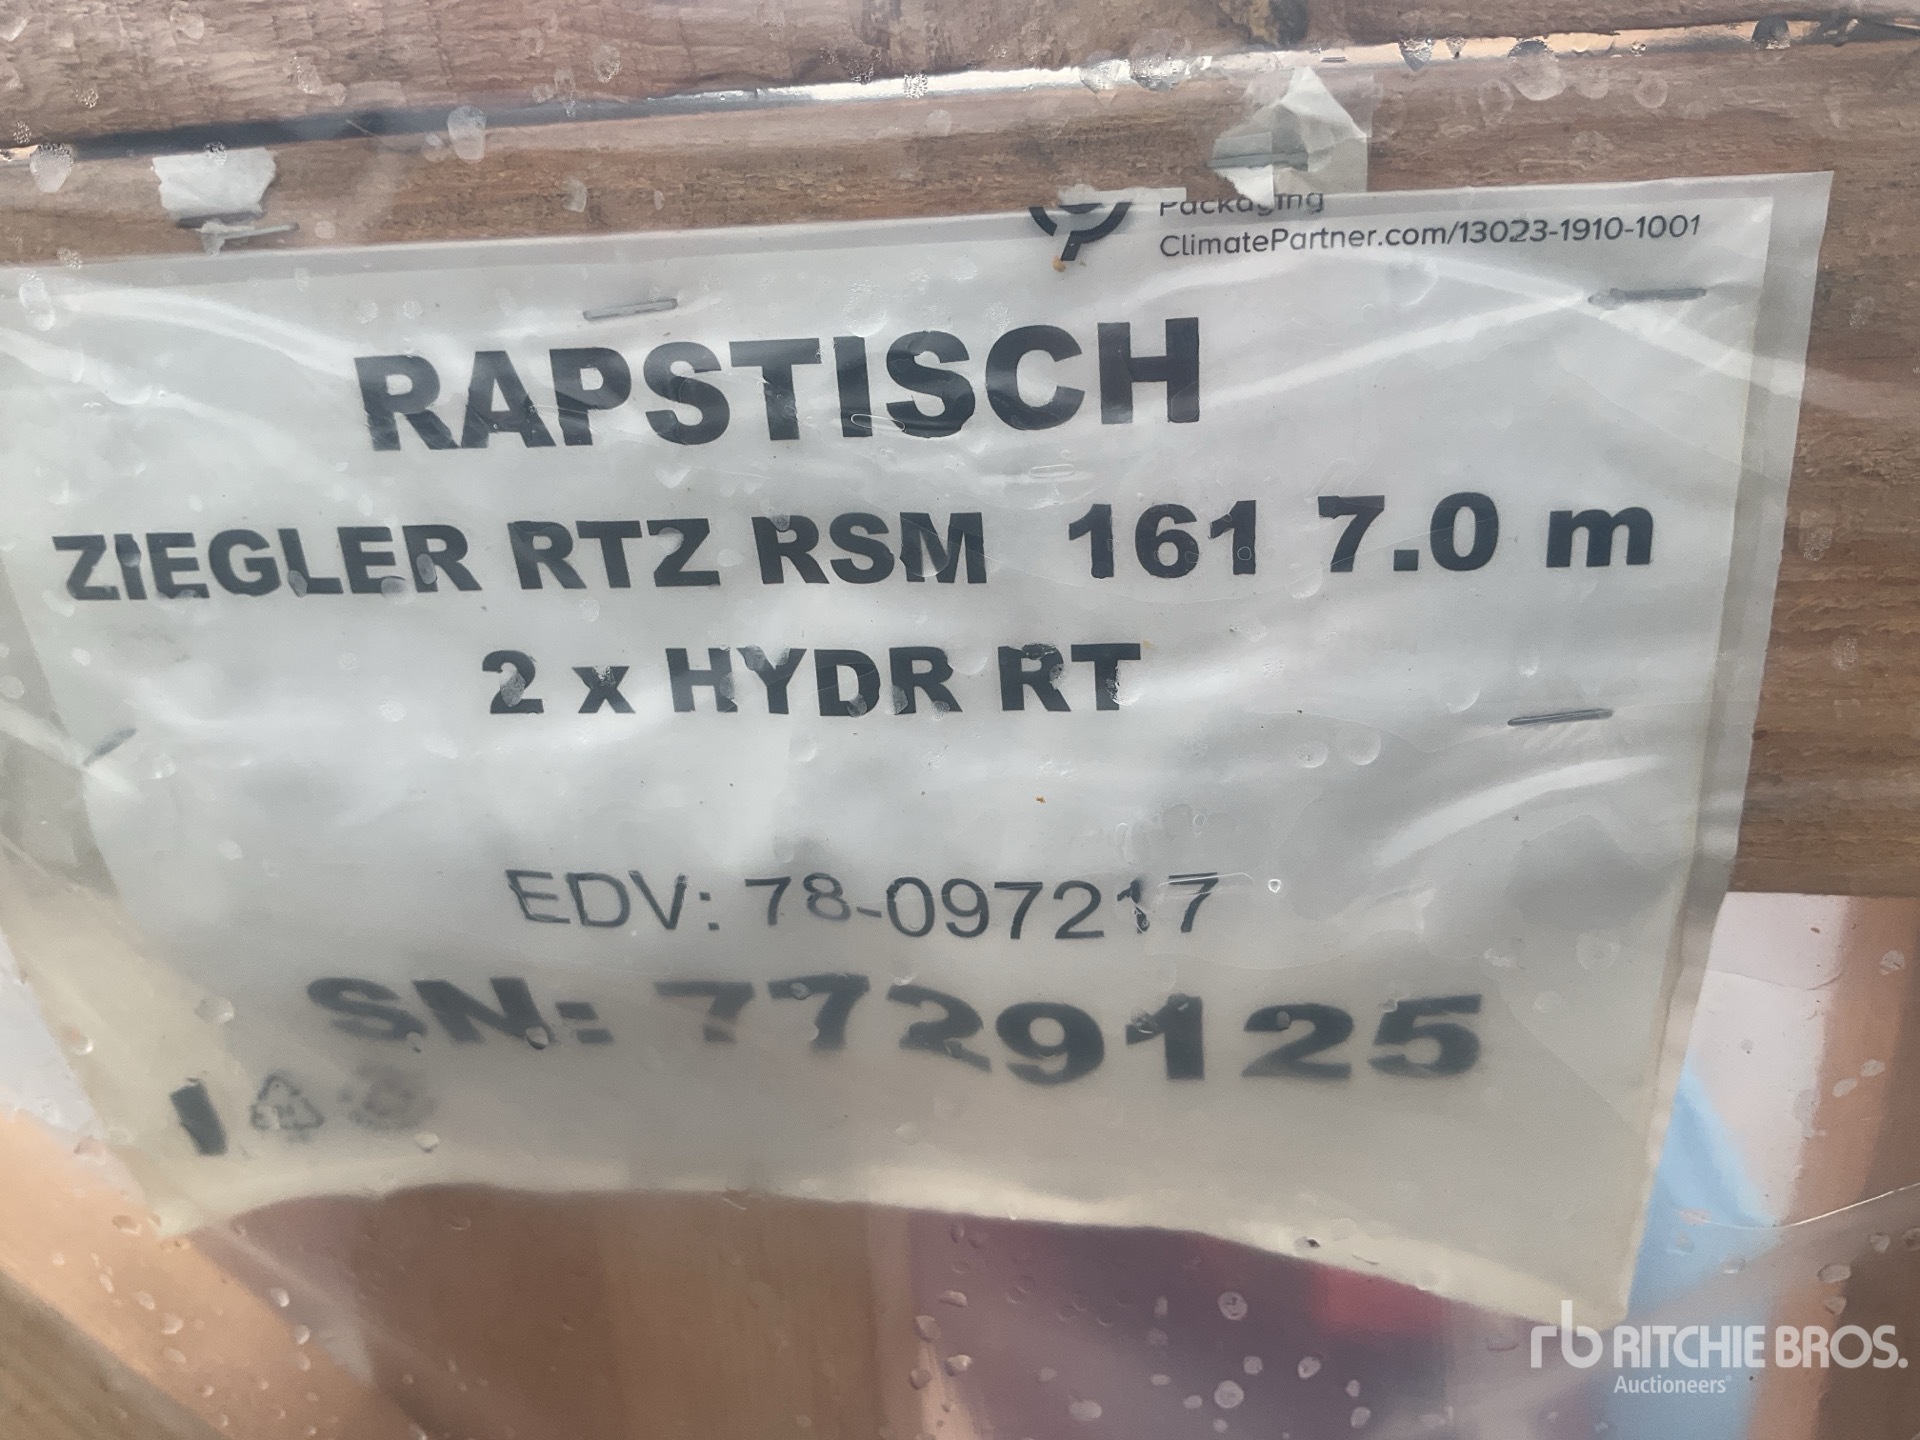 Packaging
ClimatePartner.com/13023-1910-1001
RAPSTISCH
ZIEGLER RTZ RSM 161 7.0 m
2 x HYDR RT
EDV: 78-097217
SN: 7729125
rb RITCHIE BROS.
Auctioneers